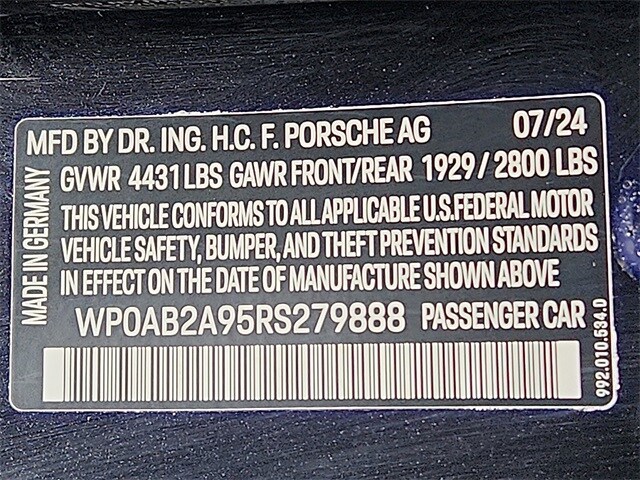 MFD BY DR. ING. H.C. F. PORSCHE AG 07/24
GVWR 4431 LBS GAWR FRONT/REAR 1929 / 2800 LBS
THIS VEHICLE CONFORMS TO ALL APPLICABLE U.S. FEDERAL MOTOR
VEHICLE SAFETY, BUMPER, AND THEFT PREVENTION STANDARDS
IN EFFECT ON THE DATE OF MANUFACTURE SHOWN ABOVE
WP0AB2A95RS279888 PASSENGER CAR
MADE IN GERMANY
992.010.634.0